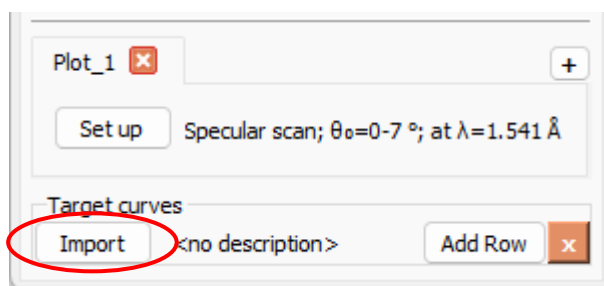 Plot_1 x
+
Set up Specular scan; θ₀=0-7 °; at λ=1.541 Å
Target curves
Import <no description> Add Row x